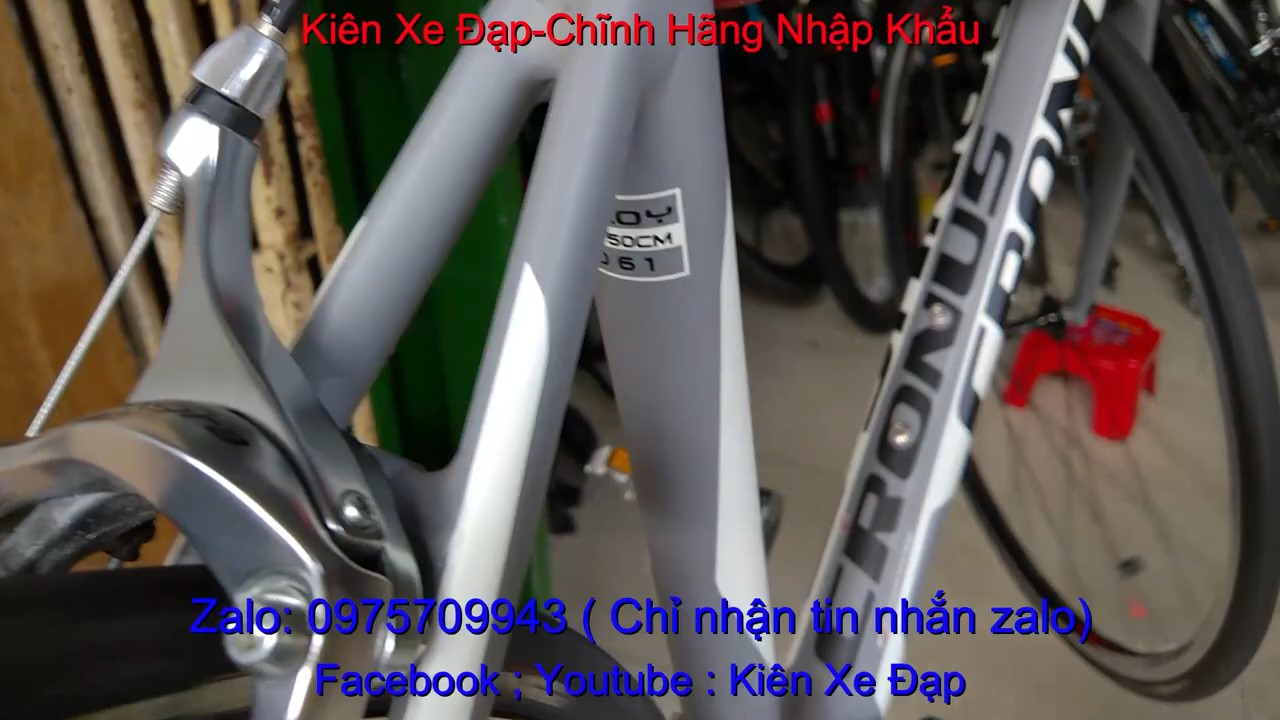 Kiên Xe Đạp-Chĩnh Hãng Nhập Khẩu
50CM
61
CRONUS
Zalo: 0975709943 ( Chỉ nhận tin nhắn zalo)
Facebook ; Youtube : Kiên Xe Đạp